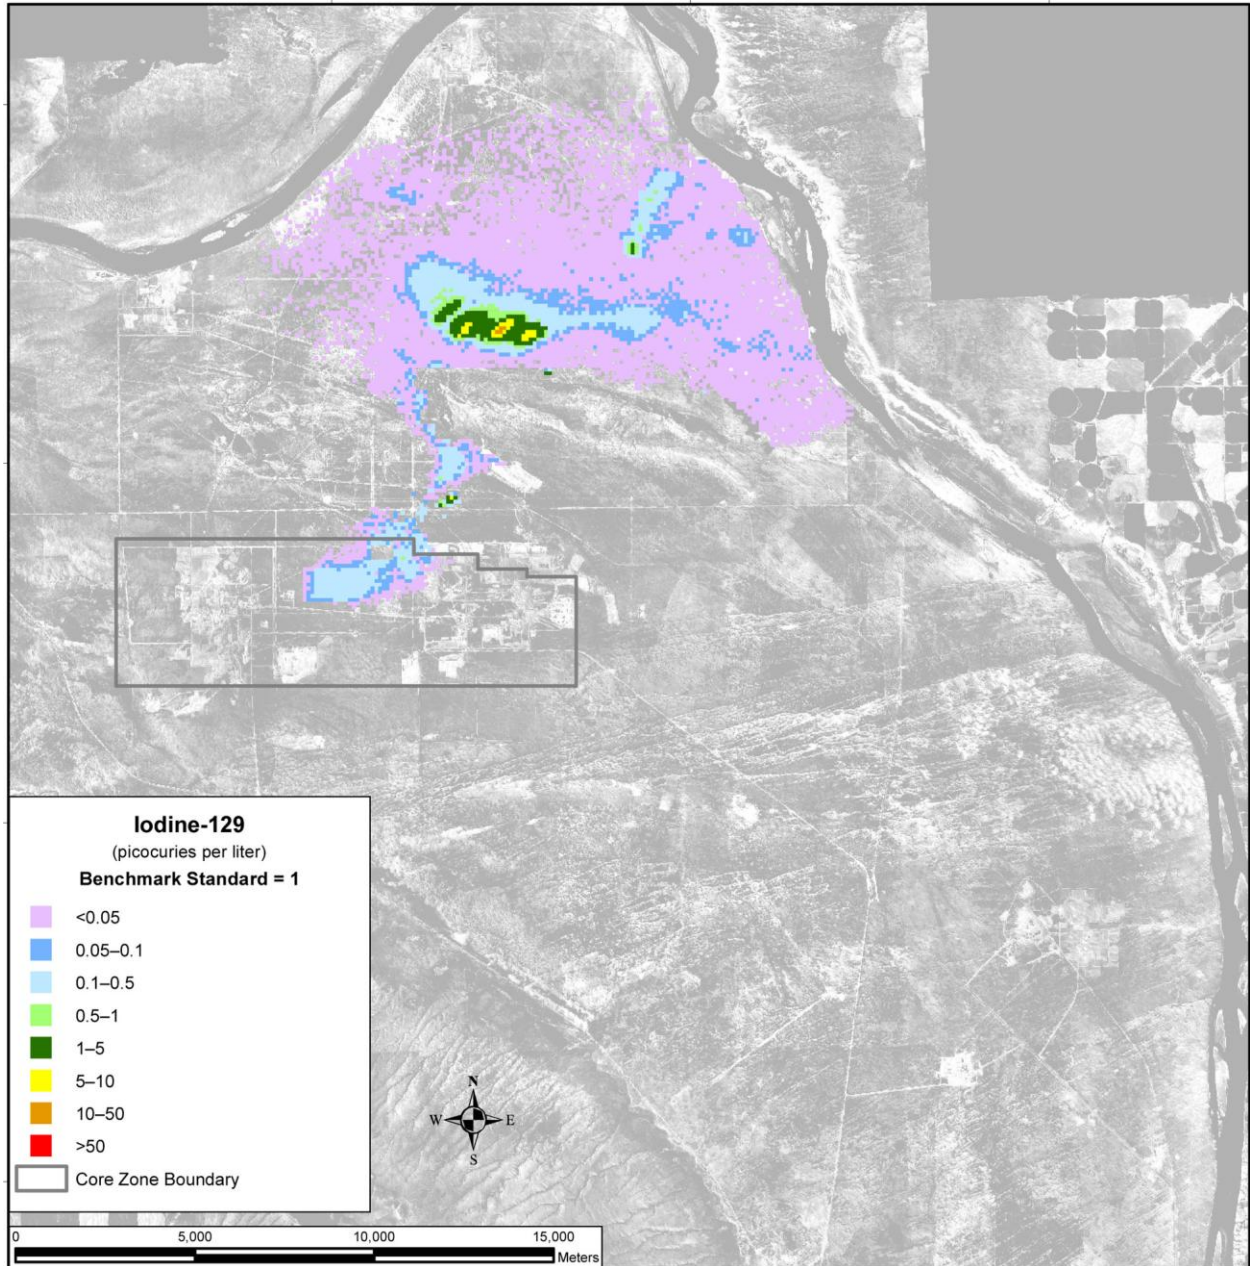 Iodine-129
(picocuries per liter)
Benchmark Standard = 1
<0.05
0.05–0.1
0.1–0.5
0.5–1
1–5
5–10
10–50
>50
Core Zone Boundary
N
W E
S
0 5,000 10,000 15,000
Meters